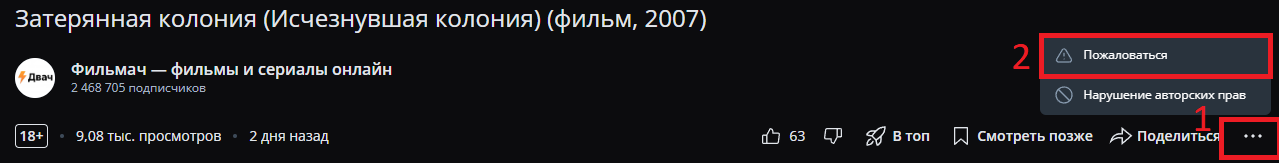 Затерянная колония (Исчезнувшая колония) (фильм, 2007)
Двач
Фильмач — фильмы и сериалы онлайн
2 468 705 подписчиков
2
Пожаловаться
Нарушение авторских прав
1
18+ • 9,08 тыс. просмотров • 2 дня назад
63 В топ Смотреть позже Поделиться ...